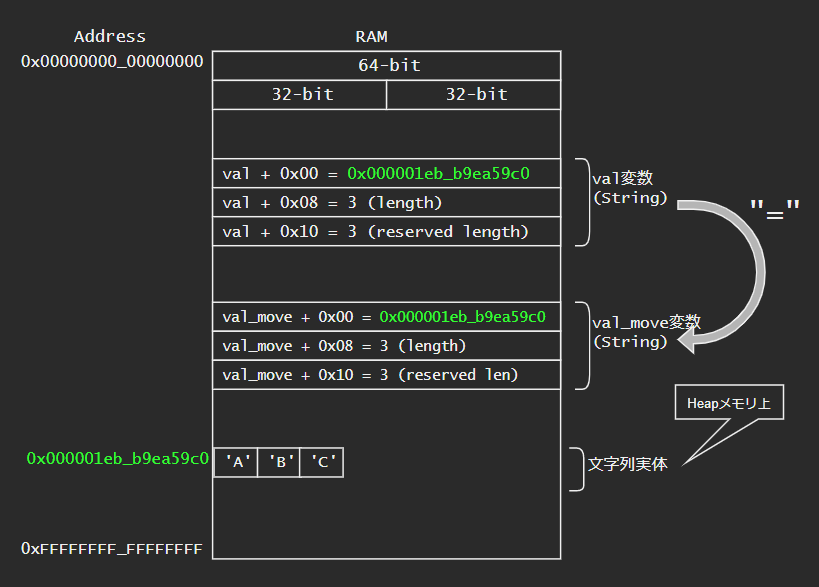 Address
RAM
0x00000000_00000000
64-bit
32-bit
32-bit
val + 0x00 = 0x000001eb_b9ea59c0
val + 0x08 = 3 (length)
val + 0x10 = 3 (reserved length)
val変数
(String)
"="
val_move + 0x00 = 0x000001eb_b9ea59c0
val_move + 0x08 = 3 (length)
val_move + 0x10 = 3 (reserved len)
val_move変数
(String)
Heapメモリ上
0x000001eb_b9ea59c0
'A'
'B'
'C'
文字列実体
0xFFFFFFFF_FFFFFFFF